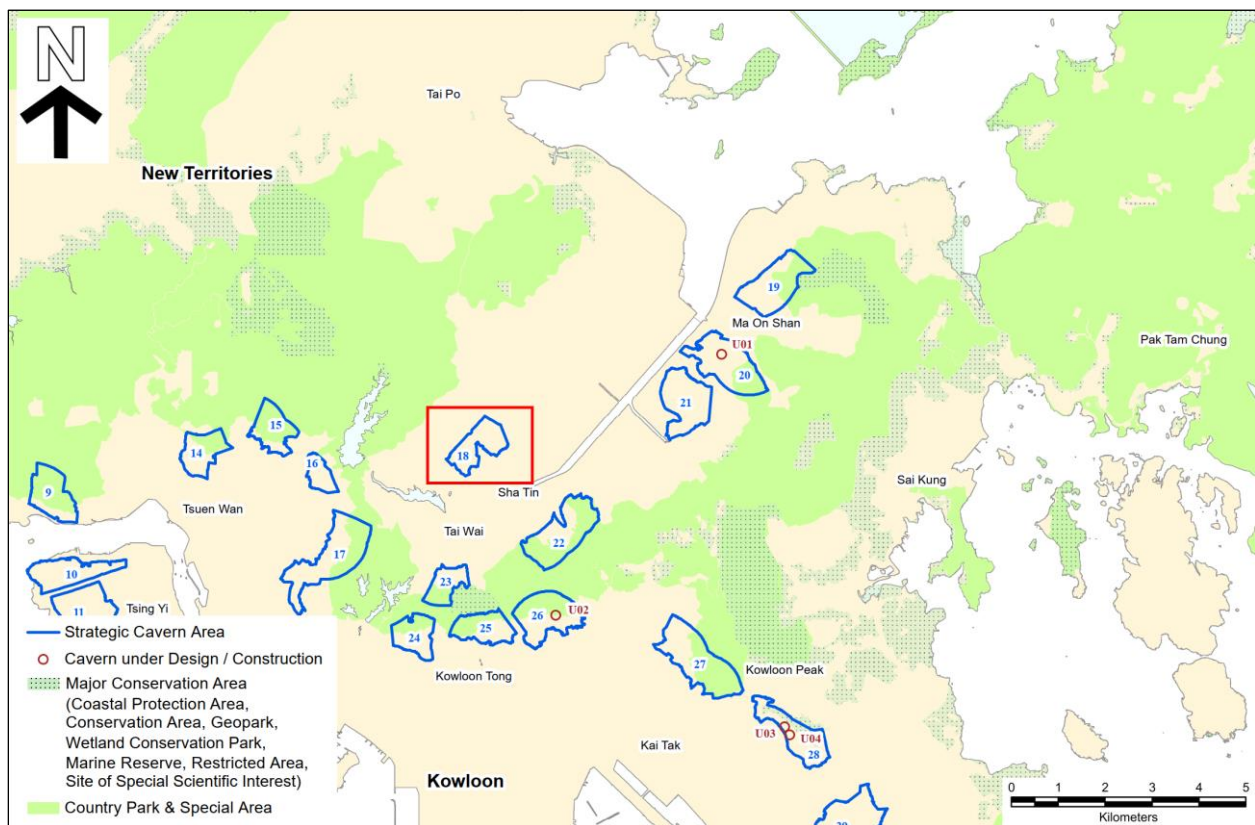 N
Tai Po
New Territories
19
Ma On Shan
U01
Pak Tam Chung
20
21
15
14
18
16
Sai Kung
9
Sha Tin
Tsuen Wan
Tai Wai
22
17
10
23
Tsing Yi
11
26
U02
25
24
Strategic Cavern Area
Cavern under Design / Construction
27
Kowloon Peak
Kowloon Tong
Major Conservation Area
(Coastal Protection Area,
Conservation Area, Geopark,
Wetland Conservation Park,
Marine Reserve, Restricted Area,
Site of Special Scientific Interest)
U03
U04
28
Kai Tak
Kowloon
Country Park & Special Area
0 1 2 3 4 5
Kilometers